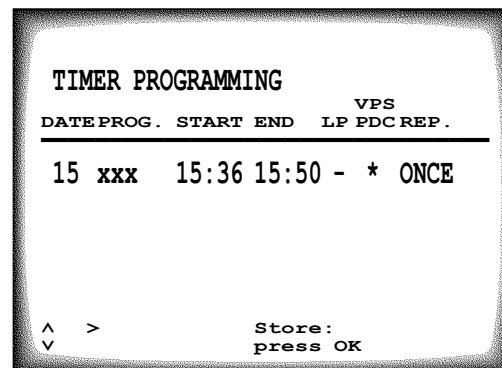 TIMER PROGRAMMING
VPS
DATE PROG. START END LP PDC REP.
15 xxx 15:36 15:50 - * ONCE
^ > Store:
v press OK